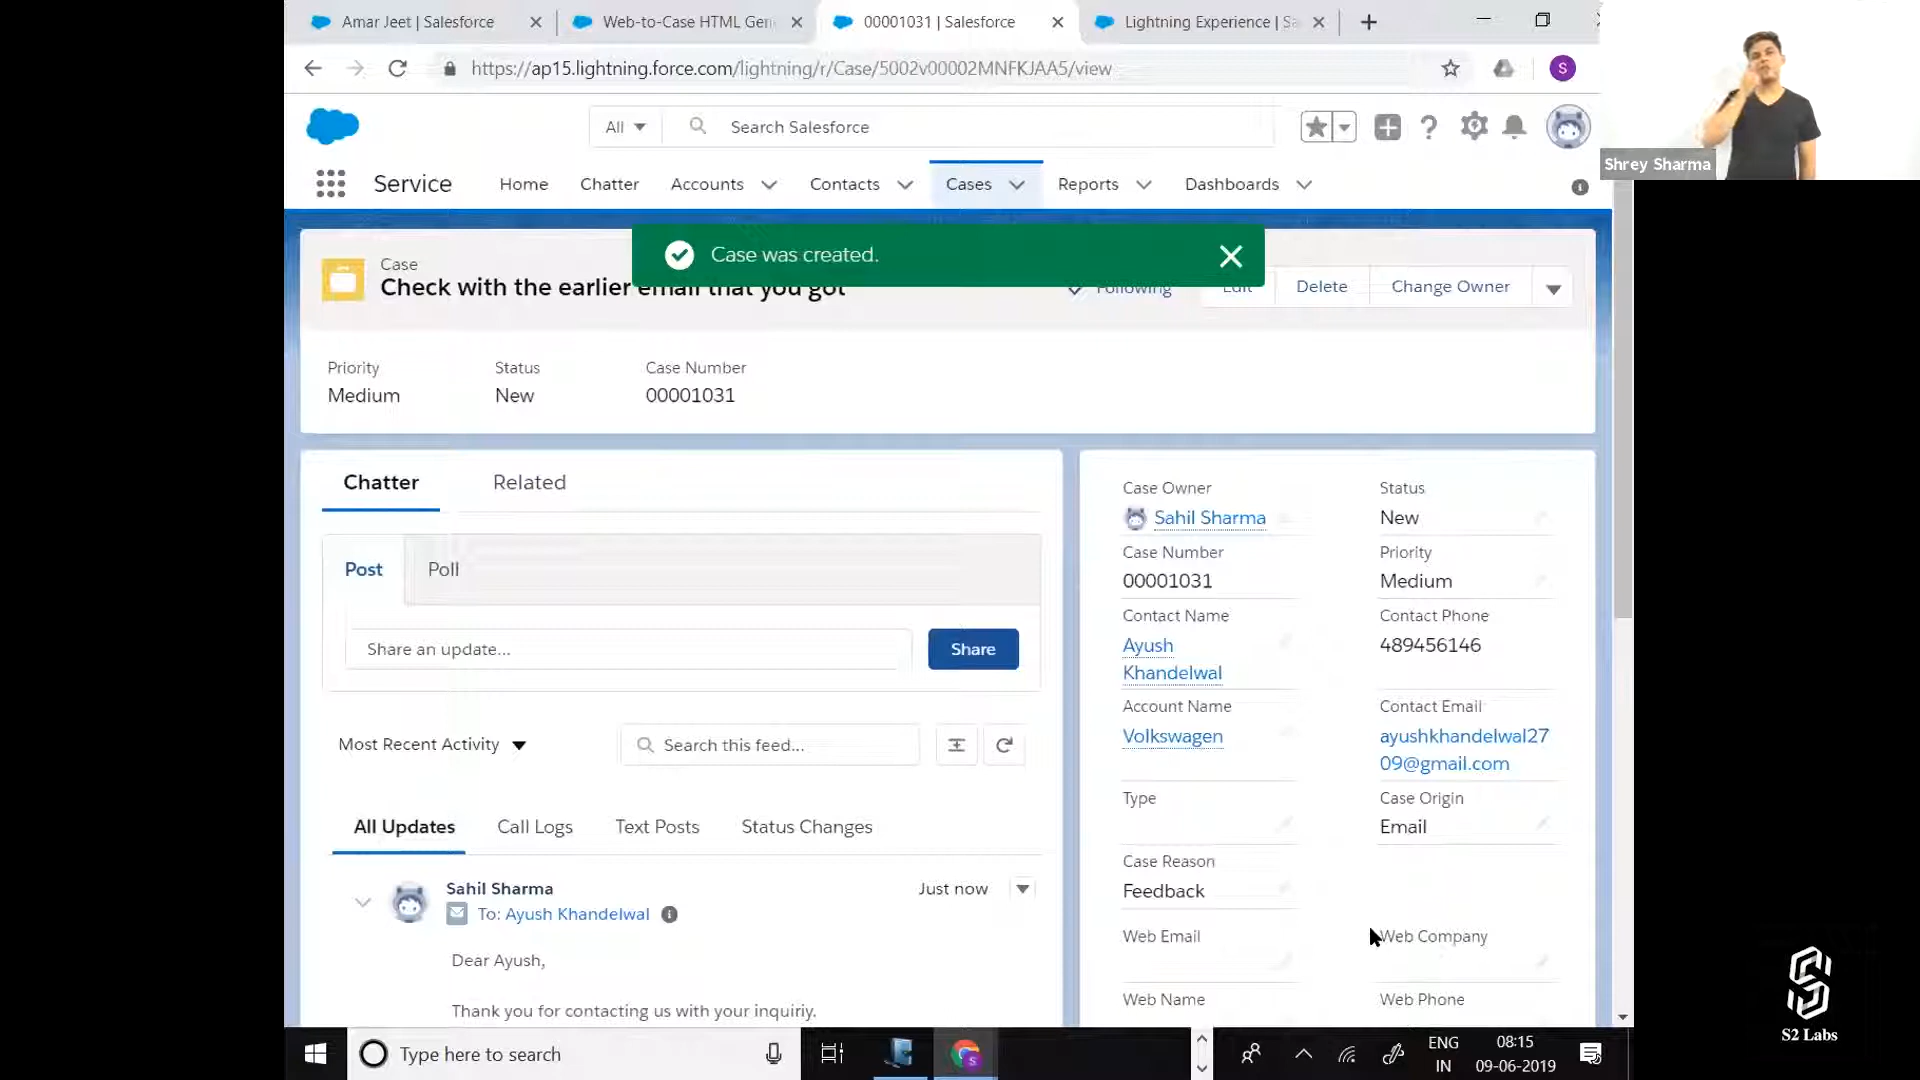 Amar Jeet | Salesforce
Web-to-Case HTML Gen
00001031 | Salesforce
Lightning Experience | Sa
https://ap15.lightning.force.com/lightning/r/Case/5002v00002MNFKJAA5/view
S
All
Search Salesforce
Shrey Sharma
Service
Home
Chatter
Accounts
Contacts
Cases
Reports
Dashboards
Case was created.
Case
Check with the earlier email that you got
Following
Edit
Delete
Change Owner
Priority
Status
Case Number
Medium
New
00001031
Chatter
Related
Post
Poll
Share an update...
Share
Most Recent Activity
Search this feed...
All Updates
Call Logs
Text Posts
Status Changes
Sahil Sharma
Just now
To: Ayush Khandelwal
Dear Ayush,
Thank you for contacting us with your inquiriy.
Case Owner
Sahil Sharma
Status
New
Case Number
00001031
Priority
Medium
Contact Name
Ayush
Khandelwal
Contact Phone
489456146
Account Name
Volkswagen
Contact Email
ayushkhandelwal27
09@gmail.com
Type
Case Origin
Email
Case Reason
Feedback
Web Email
Web Company
Web Name
Web Phone
S2 Labs
Type here to search
S
ENG
IN
08:15
09-06-2019